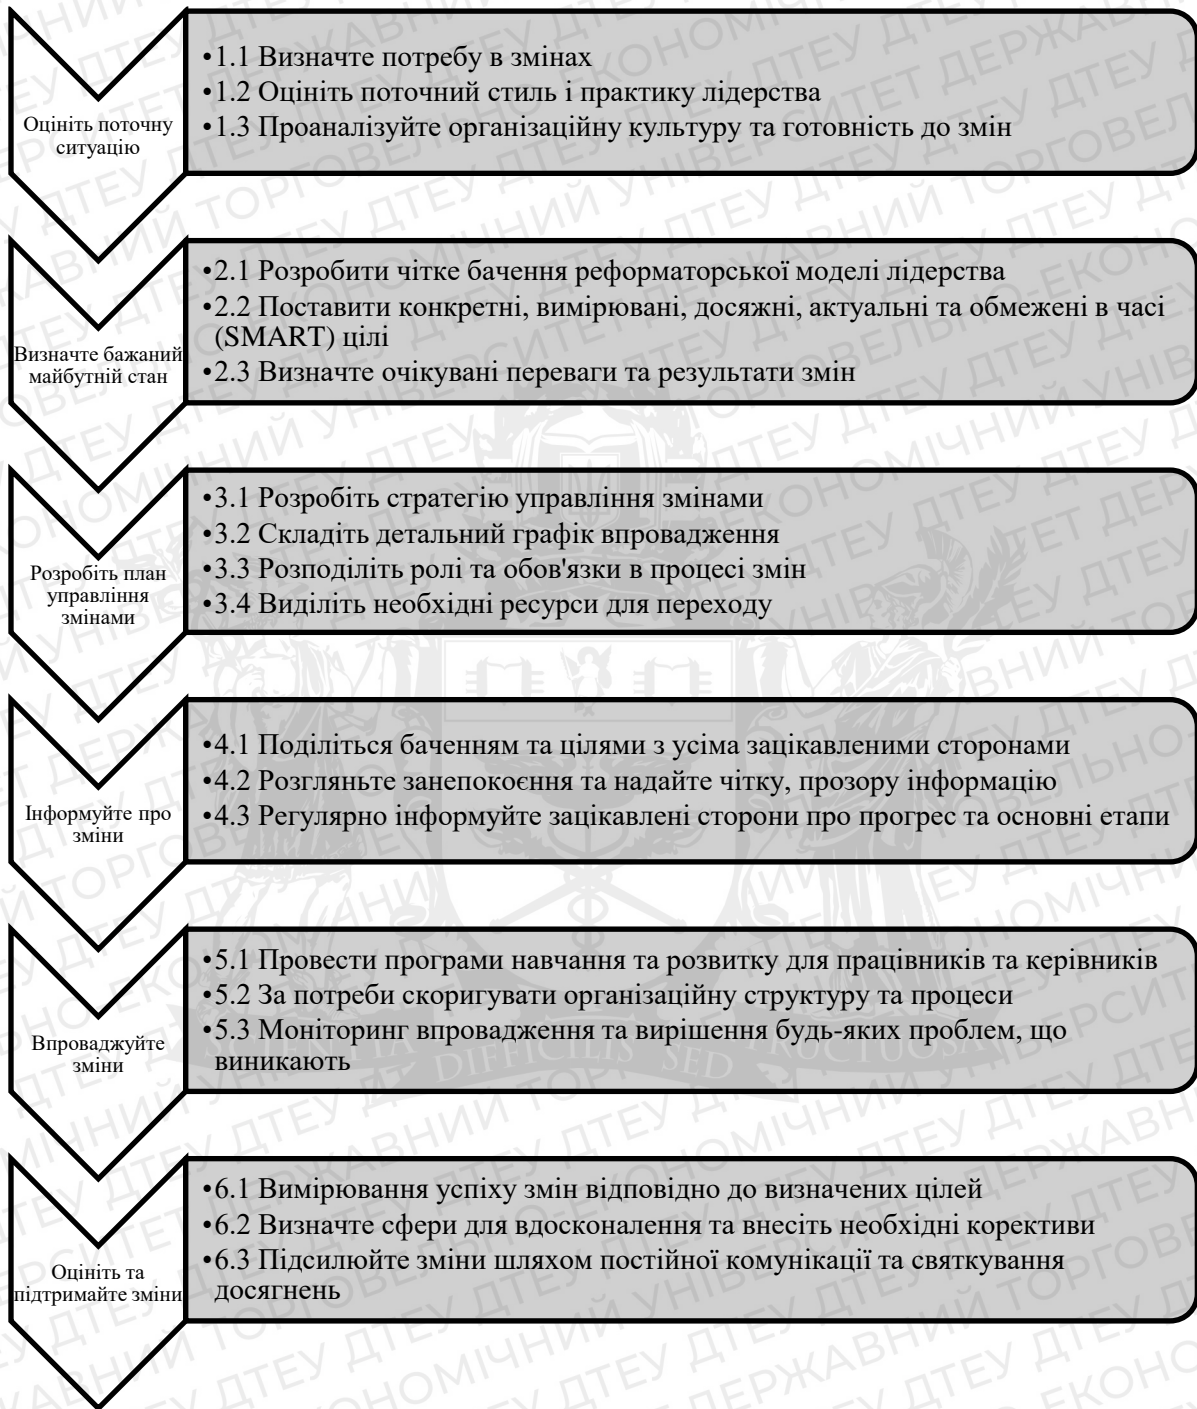 Оцініть поточну
ситуацію
•1.1 Визначте потребу в змінах
•1.2 Оцініть поточний стиль і практику лідерства
•1.3 Проаналізуйте організаційну культуру та готовність до змін
Визначте бажаний
майбутній стан
•2.1 Розробити чітке бачення реформаторської моделі лідерства
•2.2 Поставити конкретні, вимірювані, досяжні, актуальні та обмежені в часі
(SMART) цілі
•2.3 Визначте очікувані переваги та результати змін
Розробіть план
управління
змінами
•3.1 Розробіть стратегію управління змінами
•3.2 Складіть детальний графік впровадження
•3.3 Розподіліть ролі та обов'язки в процесі змін
•3.4 Виділіть необхідні ресурси для переходу
Інформуйте про
зміни
•4.1 Поділіться баченням та цілями з усіма зацікавленими сторонами
•4.2 Розгляньте занепокоєння та надайте чітку, прозору інформацію
•4.3 Регулярно інформуйте зацікавлені сторони про прогрес та основні етапи
Впроваджуйте
зміни
•5.1 Провести програми навчання та розвитку для працівників та керівників
•5.2 За потреби скоригувати організаційну структуру та процеси
•5.3 Моніторинг впровадження та вирішення будь-яких проблем, що
виникають
Оцініть та
підтримайте зміни
•6.1 Вимірювання успіху змін відповідно до визначених цілей
•6.2 Визначте сфери для вдосконалення та внесіть необхідні корективи
•6.3 Підсилюйте зміни шляхом постійної комунікації та святкування
досягнень